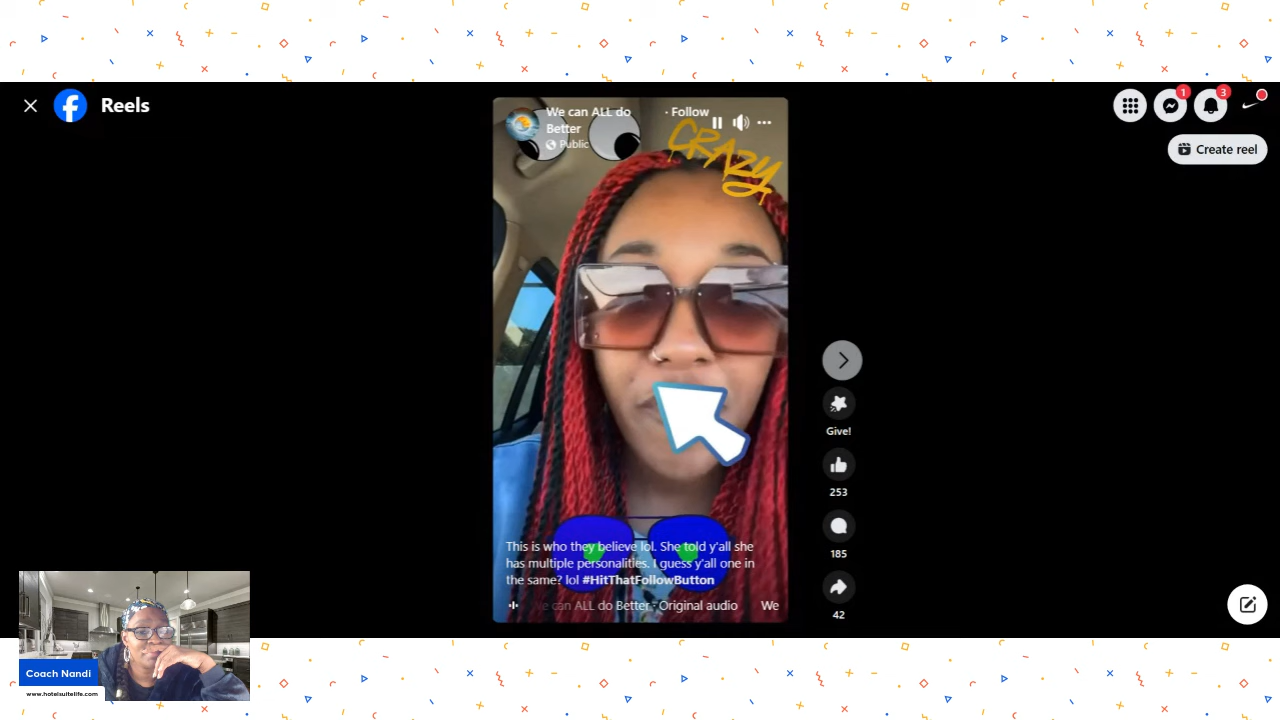 Reels
We can ALL do
Better
· Follow
Public
CRAZY
1
3
Create reel
Give!
253
185
42
This is who they believe lol. She told y'all she
has multiple personalities. I guess y'all one in
the same? lol #HitThatFollowButton
We can ALL do Better · Original audio
We
Coach Nandi
www.hotelsuitelife.com